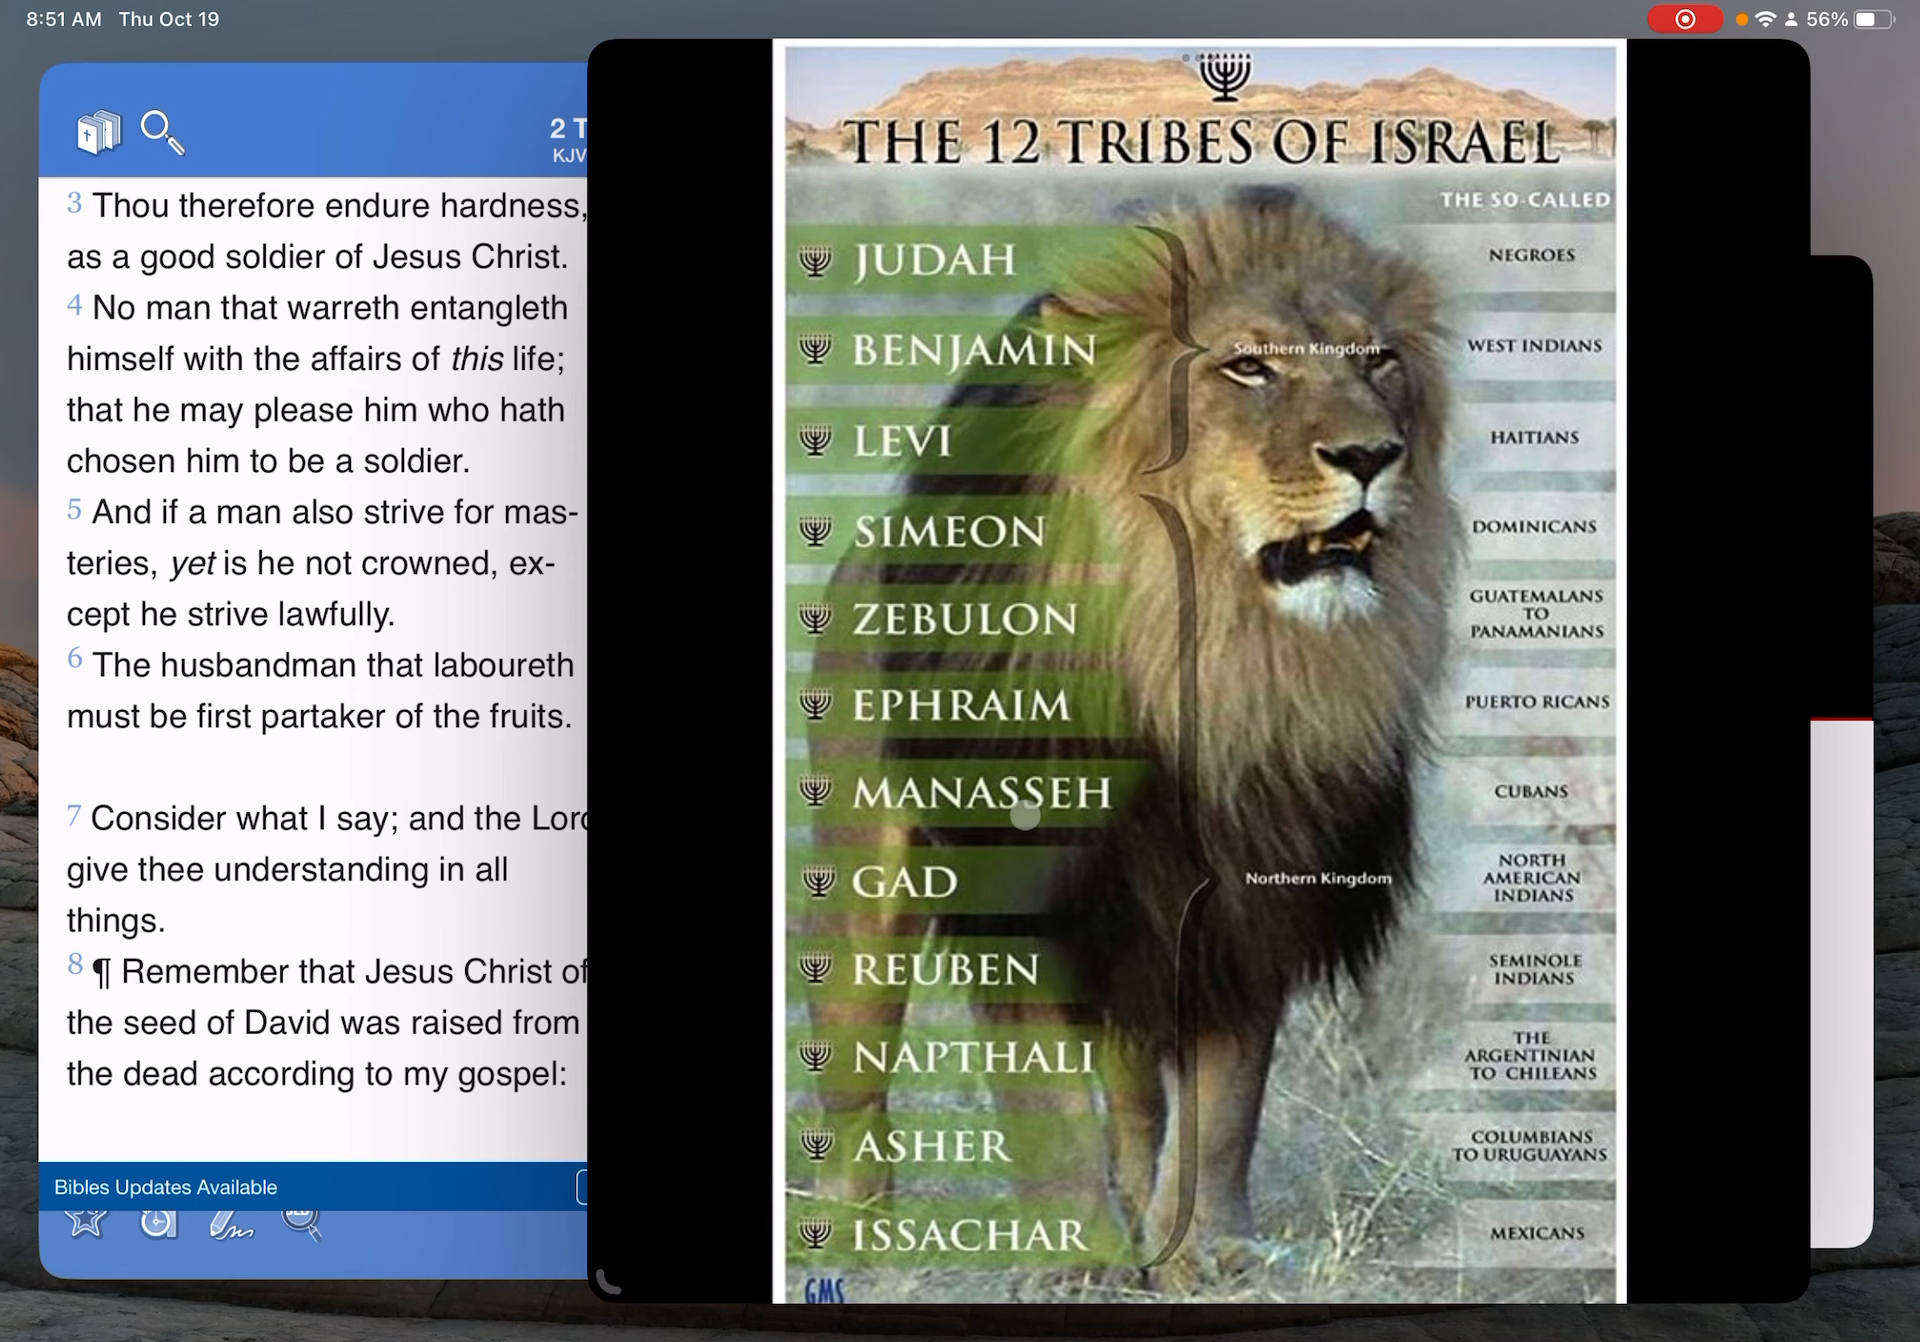 8:51 AM Thu Oct 19
56%
2 T
KJV
3 Thou therefore endure hardness,
as a good soldier of Jesus Christ.
4 No man that warreth entangleth
himself with the affairs of this life;
that he may please him who hath
chosen him to be a soldier.
5 And if a man also strive for mas-
teries, yet is he not crowned, ex-
cept he strive lawfully.
6 The husbandman that laboureth
must be first partaker of the fruits.
7 Consider what I say; and the Lord
give thee understanding in all
things.
8 ¶ Remember that Jesus Christ of
the seed of David was raised from
the dead according to my gospel:
Bibles Updates Available
THE 12 TRIBES OF ISRAEL
THE SO-CALLED
JUDAH
NEGROES
BENJAMIN
Southern Kingdom
WEST INDIANS
LEVI
HAITIANS
SIMEON
DOMINICANS
ZEBULON
GUATEMALANS
TO
PANAMANIANS
EPHRAIM
PUERTO RICANS
MANASSEH
CUBANS
GAD
Northern Kingdom
NORTH
AMERICAN
INDIANS
REUBEN
SEMINOLE
INDIANS
NAPTHALI
THE
ARGENTINIAN
TO CHILEANS
ASHER
COLUMBIANS
TO URUGUAYANS
ISSACHAR
MEXICANS
GMS